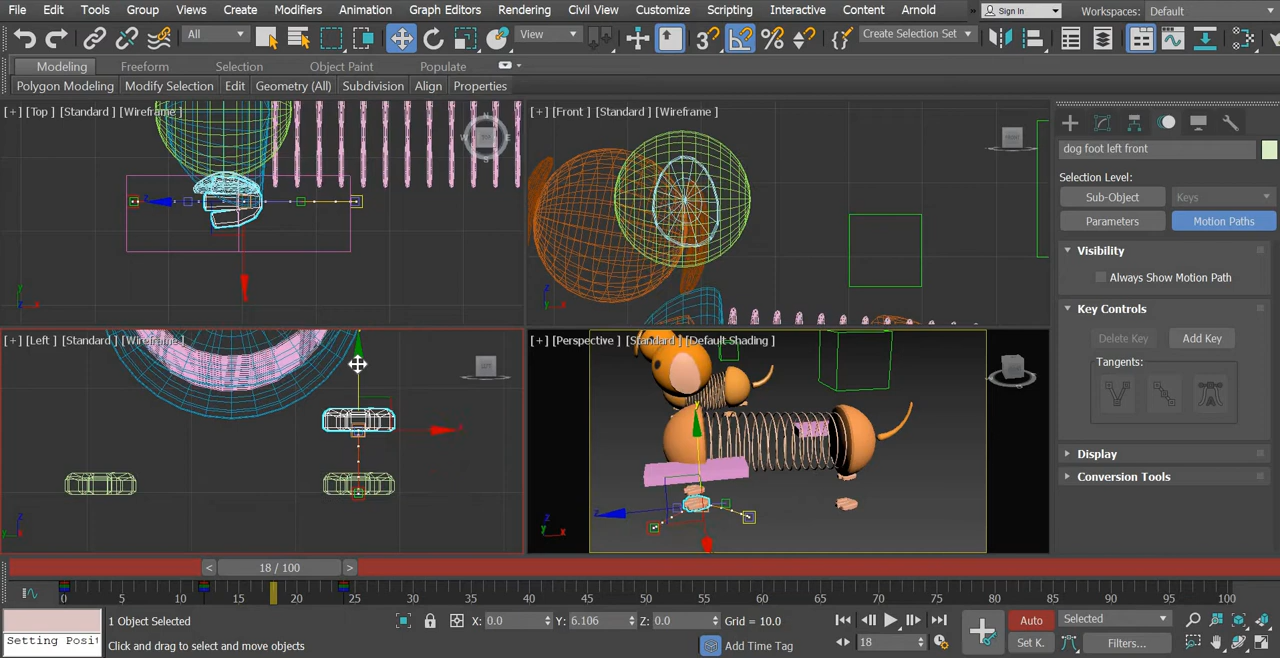 File Edit Tools Group Views Create Modifiers Animation Graph Editors Rendering Civil View Customize Scripting Interactive Content Arnold » Sign In Workspaces: Default
All View Create Selection Set
Modeling Freeform Selection Object Paint Populate
Polygon Modeling Modify Selection Edit Geometry (All) Subdivision Align Properties
[+] [Top] [Standard] [Wireframe] [+] [Front] [Standard] [Wireframe]
dog foot left front
Selection Level:
Sub-Object Keys
Parameters Motion Paths
Visibility
Always Show Motion Path
Key Controls
[+] [Left] [Standard] [Wireframe] [+] [Perspective] [Standard] [Default Shading]
Delete Key Add Key
Tangents:
Display
Conversion Tools
< 18 / 100 >
0 5 10 15 20 25 30 35 40 45 50 55 60 65 70 75 80 85 90 95 100
1 Object Selected X: 0.0 Y: 6.106 Z: 0.0 Grid = 10.0 Auto Selected
Setting Posit Click and drag to select and move objects Add Time Tag 18 Set K. Filters...